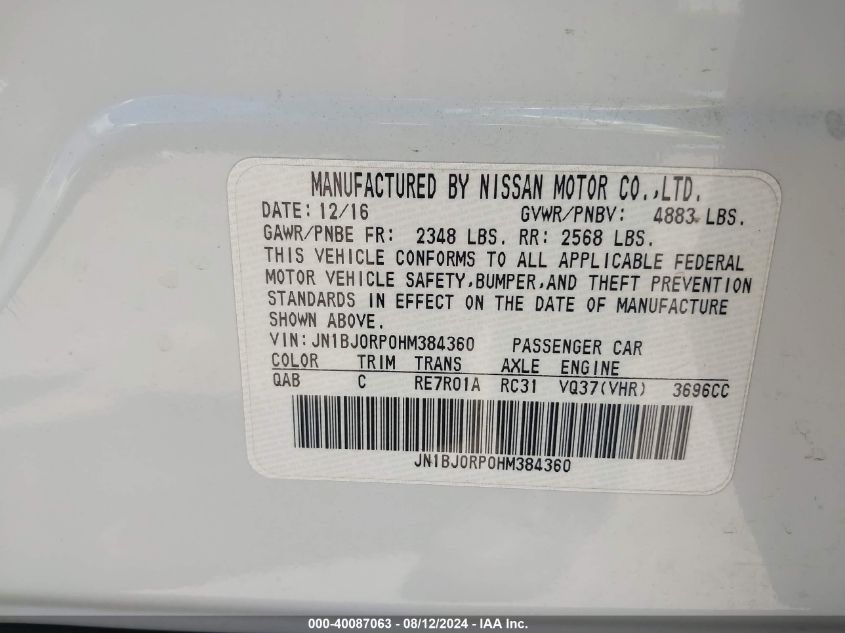 MANUFACTURED BY NISSAN MOTOR CO.,LTD.
DATE: 12/16 GVWR/PNBV: 4883 LBS.
GAWR/PNBE FR: 2348 LBS. RR: 2568 LBS.
THIS VEHICLE CONFORMS TO ALL APPLICABLE FEDERAL
MOTOR VEHICLE SAFETY,BUMPER,AND THEFT PREVENTION
STANDARDS IN EFFECT ON THE DATE OF MANUFACTURE
SHOWN ABOVE.
VIN:JN1BJ0RP0HM384360 PASSENGER CAR
COLOR TRIM TRANS AXLE ENGINE
QAB C RE7R01A RC31 VQ37(VHR) 3696CC
JN1BJ0RP0HM384360
000-40087063 - 08/12/2024 - IAA Inc.